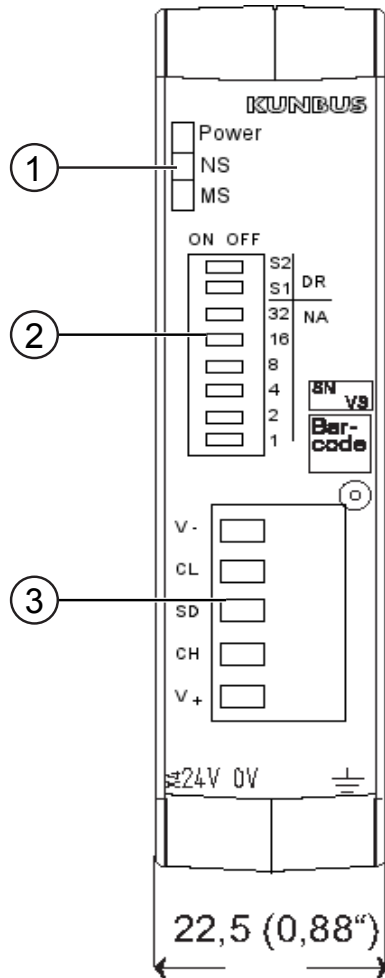 KUNBUS
Power
1
NS
MS
ON OFF
S2
S1 DR
32 NA
2
16
8
4
2
1
SN
VS
Bar-
code
V -
CL
3
SD
CH
V +
24V 0V
22,5 (0,88“)